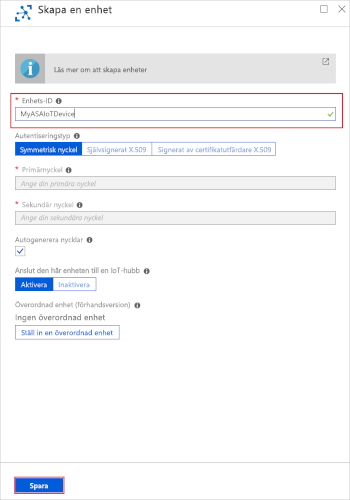 Skapa en enhet
Läs mer om att skapa enheter
* Enhets-ID
MyASAIoTDevice
Autentiseringstyp
Symmetrisk nyckel Självsignerat X.509 Signerat av certifikatutfärdare X.509
* Primärnyckel
Ange din primära nyckel
* Sekundär nyckel
Ange din sekundära nyckel
Autogenerera nycklar
Anslut den här enheten till en IoT-hubb
Aktivera Inaktivera
Överordnad enhet (förhandsversion)
Ingen överordnad enhet
Ställ in en överordnad enhet
Spara